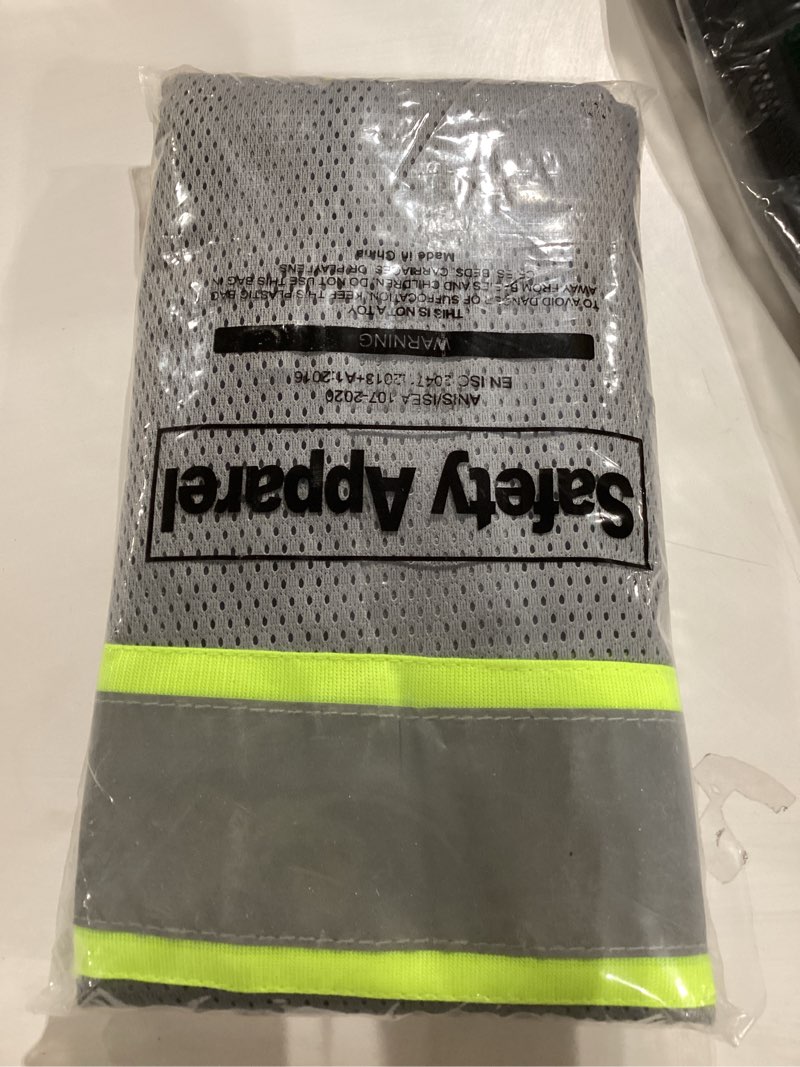 Safety Apparel
ANIS/ISEA 107-2020
EN ISO 20471:2013+A1:2016
WARNING
THIS IS NOT A TOY
TO AVOID DANGER OF SUFFOCATION, KEEP THIS PLASTIC BAG
AWAY FROM BABIES AND CHILDREN. DO NOT USE THIS BAG IN
CRIBS, BEDS, CARRIAGES, OR PLAYPENS
Made in China